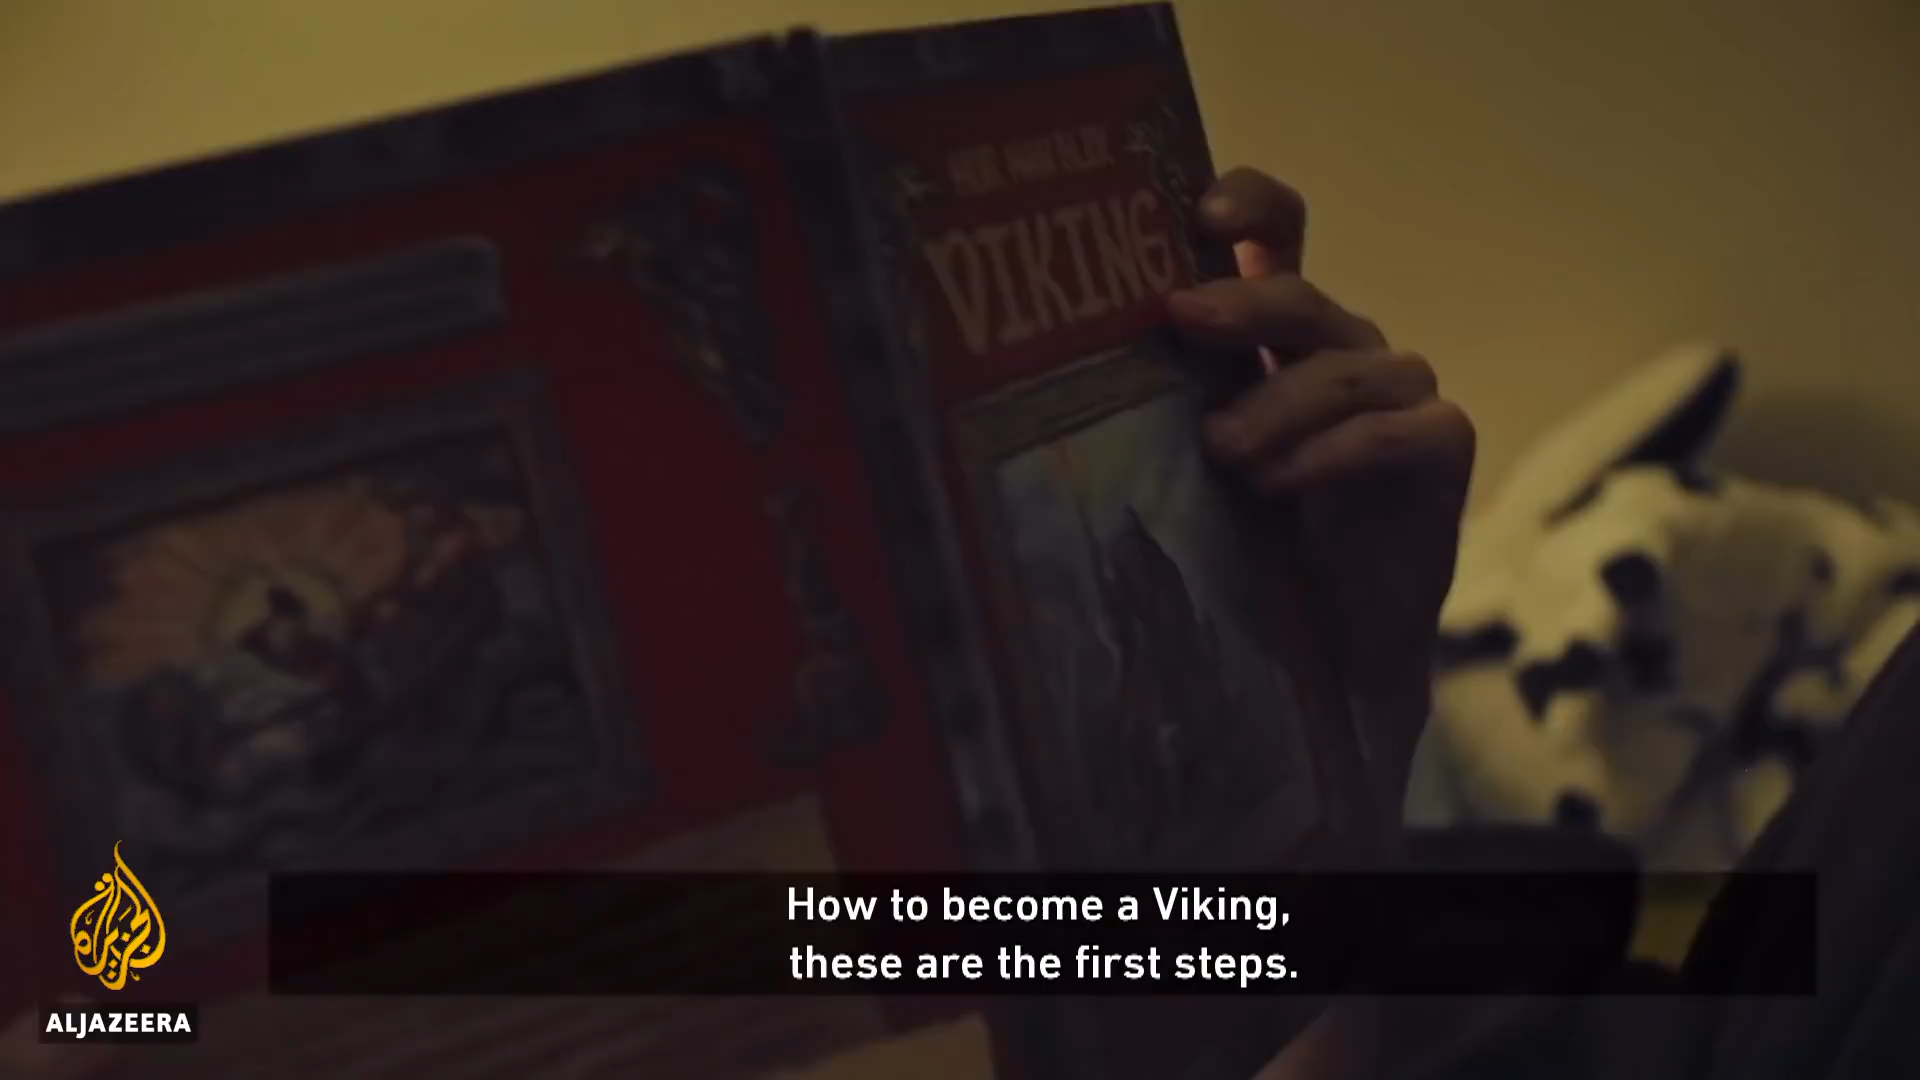 VIKING
How to become a Viking,
these are the first steps.
ALJAZEERA